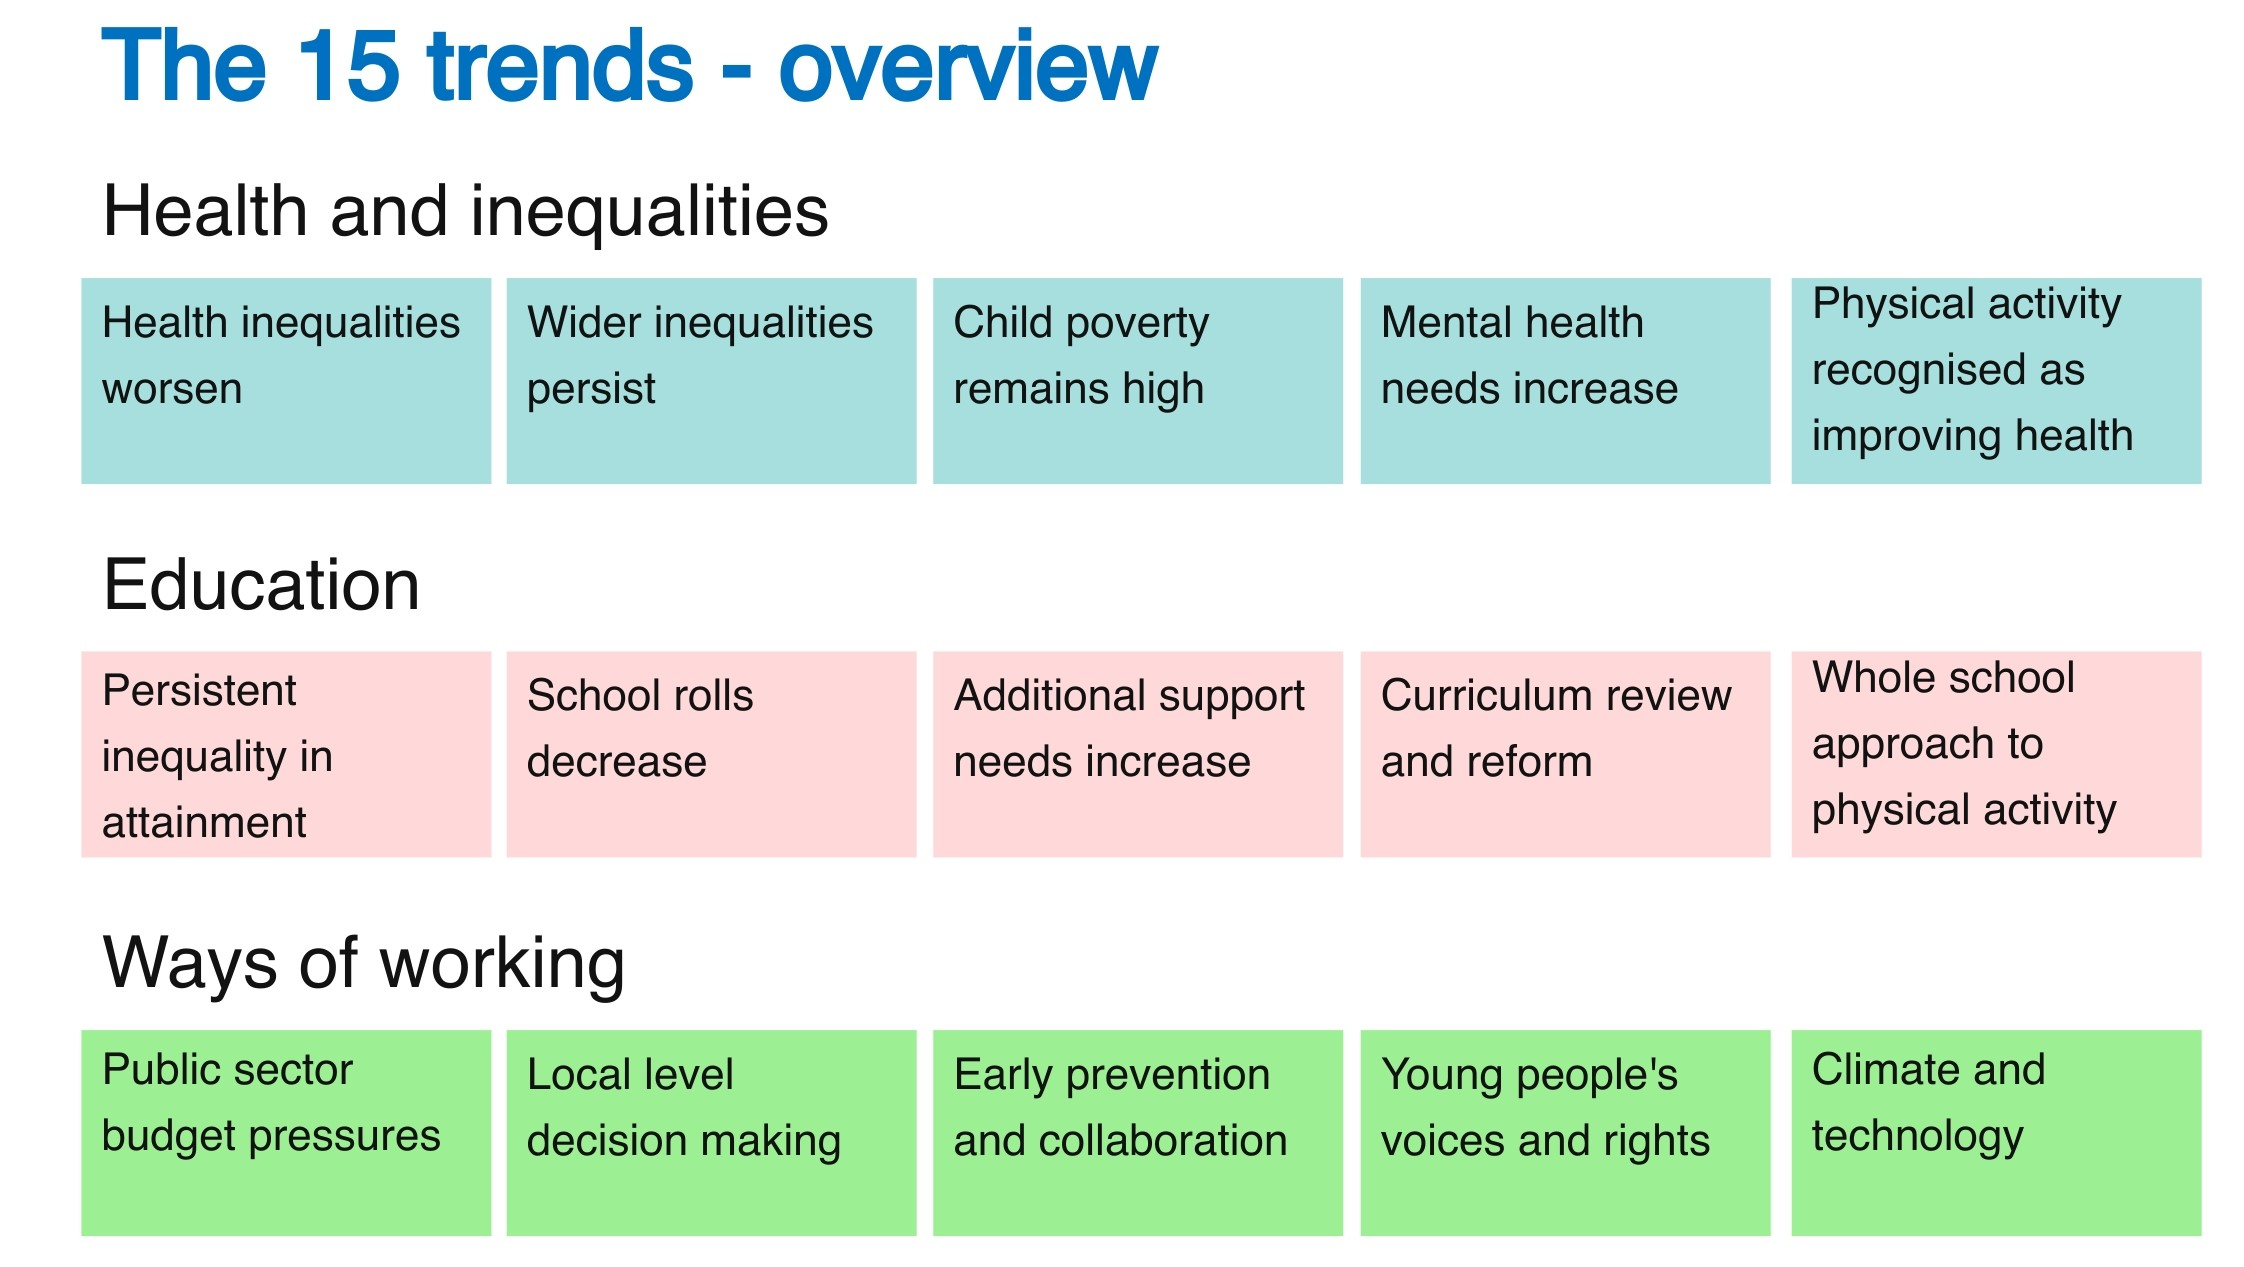 The 15 trends - overview
Health and inequalities
Health inequalities
worsen
Wider inequalities
persist
Child poverty
remains high
Mental health
needs increase
Physical activity
recognised as
improving health
Education
Persistent
inequality in
attainment
School rolls
decrease
Additional support
needs increase
Curriculum review
and reform
Whole school
approach to
physical activity
Ways of working
Public sector
budget pressures
Local level
decision making
Early prevention
and collaboration
Young people's
voices and rights
Climate and
technology